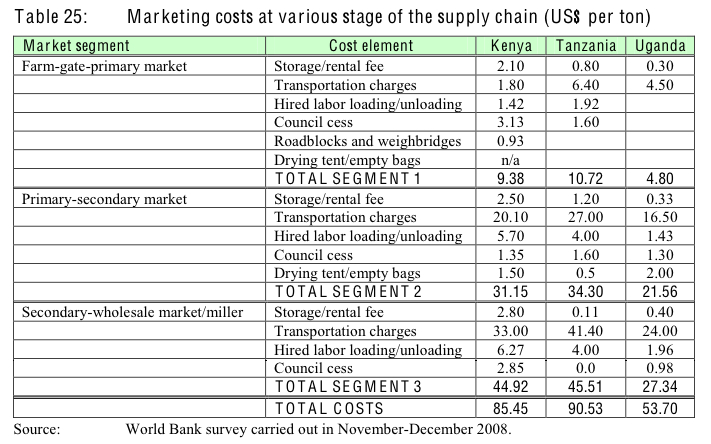 Table 25: Marketing costs at various stage of the supply chain (US$ per ton)
Market segment Cost element Kenya Tanzania Uganda
Farm-gate-primary market Storage/rental fee 2.10 0.80 0.30
Transportation charges 1.80 6.40 4.50
Hired labor loading/unloading 1.42 1.92
Council cess 3.13 1.60
Roadblocks and weighbridges 0.93
Drying tent/empty bags n/a
TOTAL SEGMENT 1 9.38 10.72 4.80
Primary-secondary market Storage/rental fee 2.50 1.20 0.33
Transportation charges 20.10 27.00 16.50
Hired labor loading/unloading 5.70 4.00 1.43
Council cess 1.35 1.60 1.30
Drying tent/empty bags 1.50 0.5 2.00
TOTAL SEGMENT 2 31.15 34.30 21.56
Secondary-wholesale market/miller Storage/rental fee 2.80 0.11 0.40
Transportation charges 33.00 41.40 24.00
Hired labor loading/unloading 6.27 4.00 1.96
Council cess 2.85 0.0 0.98
TOTAL SEGMENT 3 44.92 45.51 27.34
TOTAL COSTS 85.45 90.53 53.70
Source: World Bank survey carried out in November-December 2008.